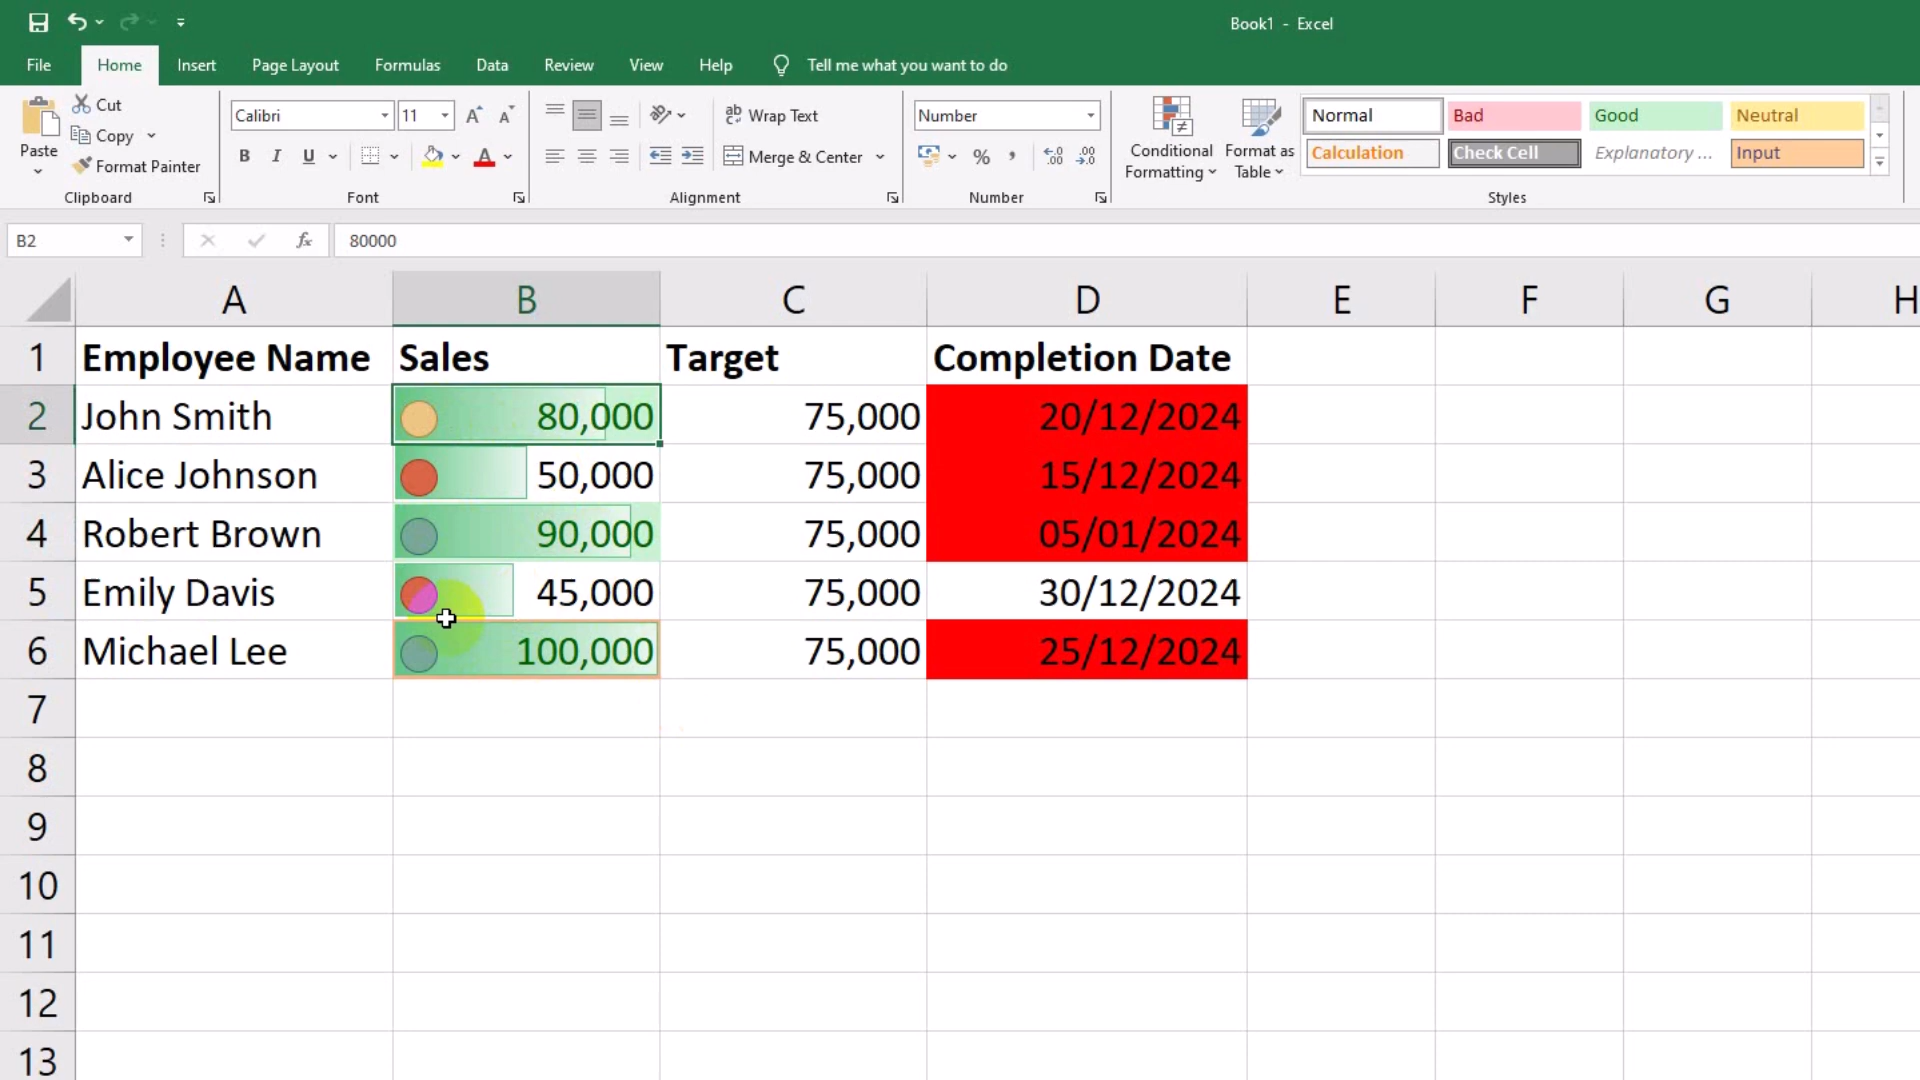 Book1 - Excel
File Home Insert Page Layout Formulas Data Review View Help Tell me what you want to do
Paste Cut
Copy
Format Painter
Clipboard
Calibri 11 A A
B I U A
Font
ab Wrap Text
Merge & Center
Alignment
Number
% ,
Number
Conditional Formatting
Format as Table
Normal Bad Good Neutral
Calculation Check Cell Explanatory ... Input
Styles
B2 fx 80000
A B C D E F G H
1 Employee Name Sales Target Completion Date
2 John Smith 80,000 75,000 20/12/2024
3 Alice Johnson 50,000 75,000 15/12/2024
4 Robert Brown 90,000 75,000 05/01/2024
5 Emily Davis 45,000 75,000 30/12/2024
6 Michael Lee 100,000 75,000 25/12/2024
7
8
9
10
11
12
13